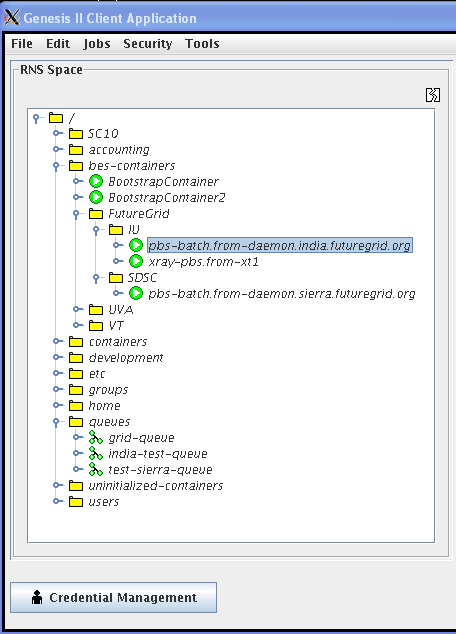 Genesis II Client Application
File Edit Jobs Security Tools
RNS Space
/
SC10
accounting
bes-containers
BootstrapContainer
BootstrapContainer2
FutureGrid
IU
pbs-batch.from-daemon.india.futuregrid.org
xray-pbs.from-xt1
SDSC
pbs-batch.from-daemon.sierra.futuregrid.org
UVA
VT
containers
development
etc
groups
home
queues
grid-queue
india-test-queue
test-sierra-queue
uninitialized-containers
users
Credential Management